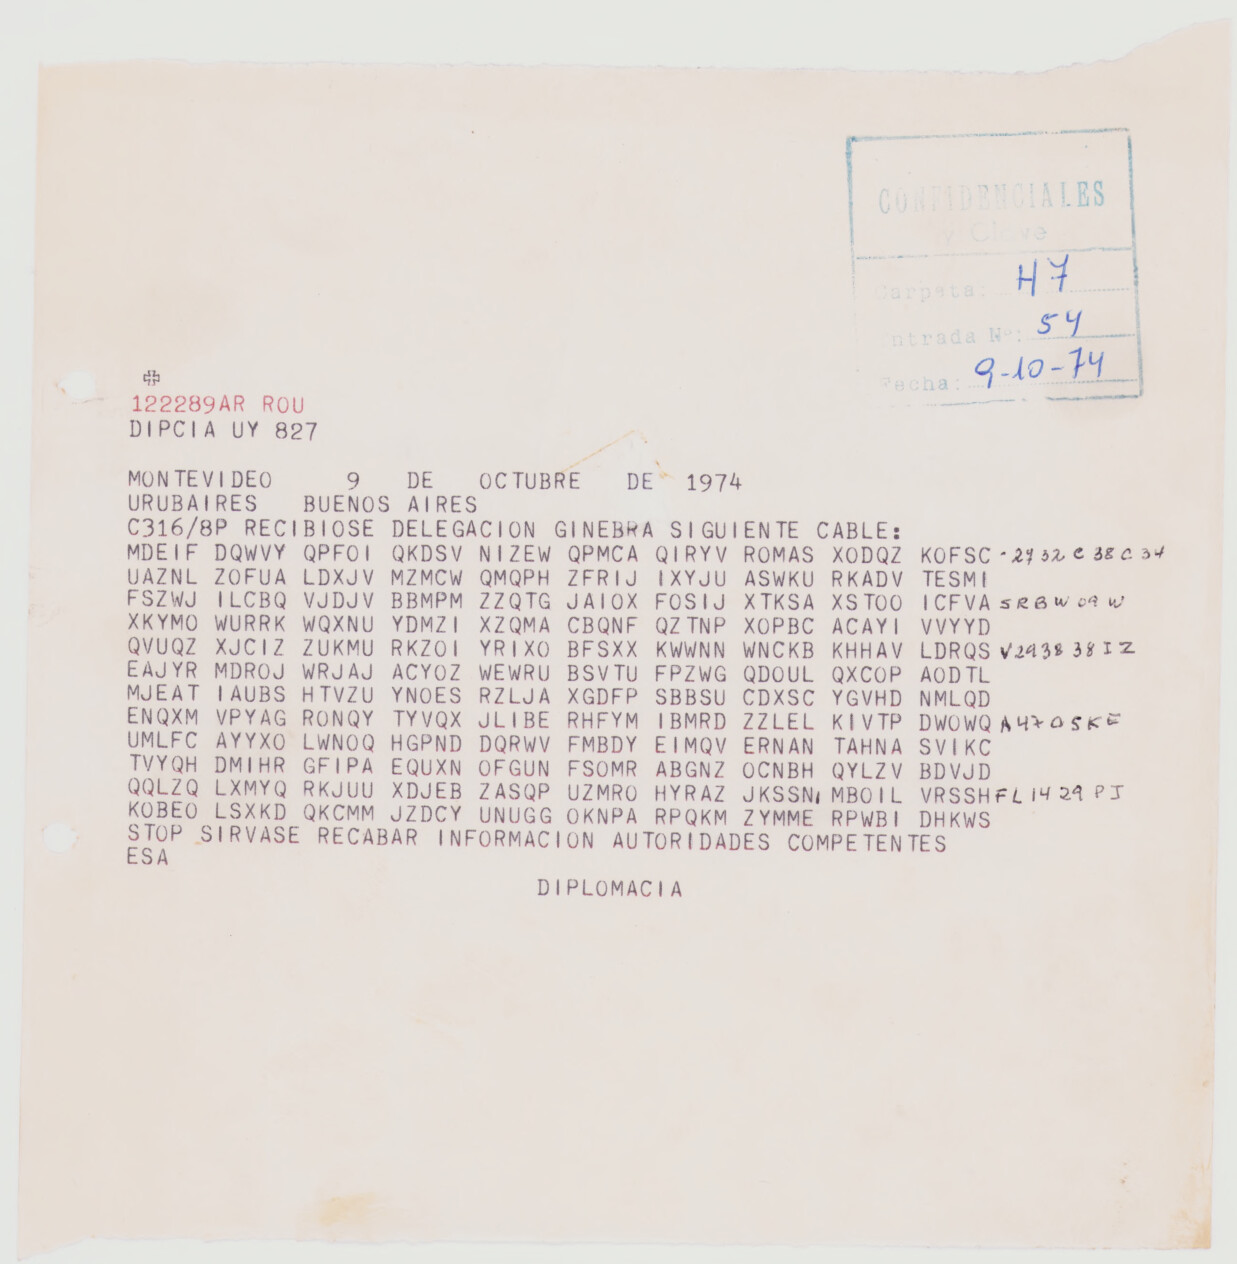 CONFIDENCIALES
Clave
Carpeta: H7
Entrada Nº: 54
Fecha: 9-10-74
122289AR ROU
DIPCIA UY 827
MONTEVIDEO 9 DE OCTUBRE DE 1974
URUBAIRES BUENOS AIRES
C316/8P RECIBIOSE DELEGACION GINEBRA SIGUIENTE CABLE:
MDEIF DQWVY QPFOI QKDSV NIZEW QPMCA QIRYV ROMAS XODQZ KOFSC - 2932C38C34
UAZNL ZOFUA LDXJV MZMCW QMQPH ZFRIJ IXYJU ASWKU RKADV TESMI
FSZWJ ILCBQ VJDJV BBMPM ZZQTG JAIOX FOSIJ XTKSA XSTOO ICFVA SRBW09W
XKYMO WURRK WQXNU YDMZI XZQMA CBQNF QZTNP XOPBC ACAYI VVYYD
QVUQZ XJCIZ ZUKMU RKZOI YRIXO BFSXX KWWNN WNCKB KHHAV LDRQS V293838IZ
EAJYR MDROJ WRJAJ ACYOZ WEWRU BSVTU FPZWG QDOUL QXCOP AODTL
MJEAT IAUBS HTVZU YNOES RZLJA XGDFP SBBSU CDXSC YGVHD NMLQD
ENQXM VPYAG RONQY TYVQX JLIBE RHFYM IBMRD ZZLEL KIVTP DWOWQ A47OSKE
UMLFC AYYXO LWNOQ HGPND DQRWV FMBDY EIMQV ERNAN TAHNA SVIKC
TVYQH DMIHR GFIPA EQUXN OFGUN FSOMR ABGNZ OCNBH QYLZV BDVJD
QQLZQ LXMYQ RKJUU XDJEB ZASQP UZMRO HYRAZ JKSSN MBOIL VRSSH FL1429PJ
KOBEO LSXKD QKCMM JZDCY UNUGG OKNPA RPQKM ZYMME RPWBI DHKWS
STOP SIRVASE RECABAR INFORMACION AUTORIDADES COMPETENTES
ESA
DIPLOMACIA